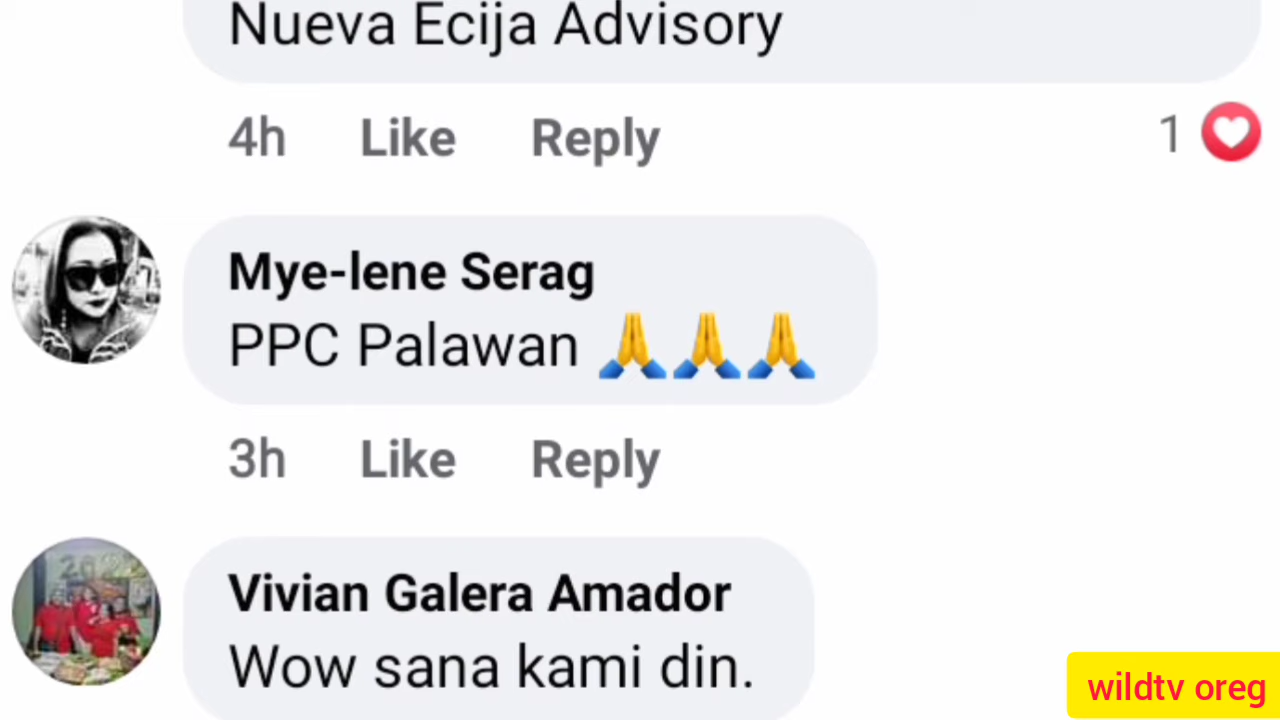 Nueva Ecija Advisory
4h Like Reply 1
Mye-lene Serag
PPC Palawan 🙏🙏🙏
3h Like Reply
Vivian Galera Amador
Wow sana kami din.
wildtv oreg